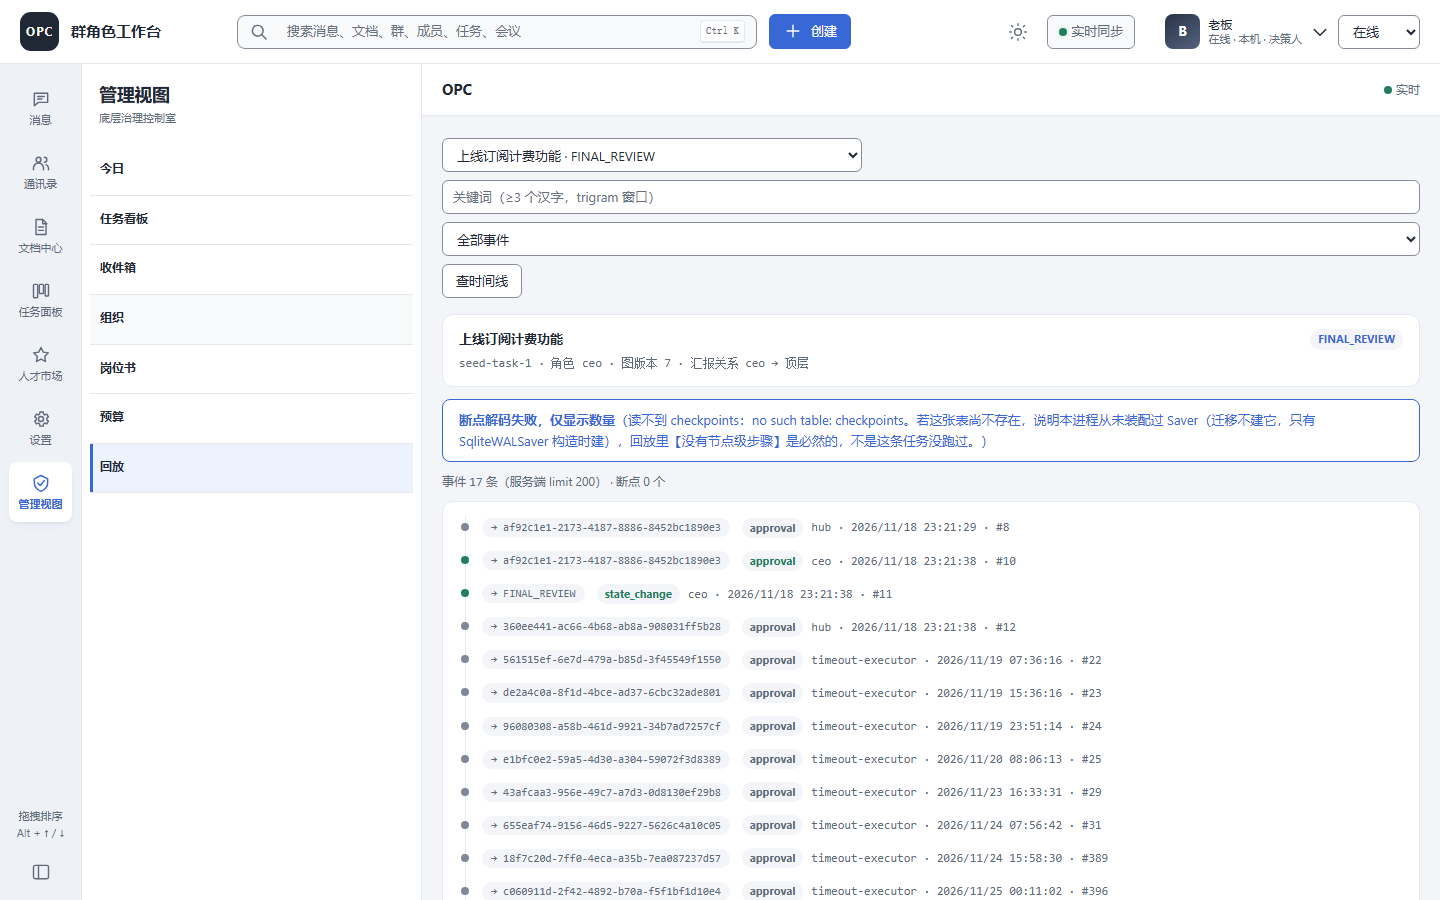 OPC 群角色工作台
搜索消息、文档、群、成员、任务、会议 Ctrl K
创建
实时同步
B
老板
在线 · 本机 · 决策人
在线
消息
通讯录
文档中心
任务面板
人才市场
设置
管理视图
拖拽排序
Alt + ↑ / ↓
管理视图
底层治理控制室
今日
任务看板
收件箱
组织
岗位书
预算
回放
OPC
实时
上线订阅计费功能 · FINAL_REVIEW
关键词（≥3 个汉字，trigram 窗口）
全部事件
查时间线
上线订阅计费功能 FINAL_REVIEW
seed-task-1 · 角色 ceo · 图版本 7 · 汇报关系 ceo → 顶层
断点解码失败，仅显示数量（读不到 checkpoints：no such table: checkpoints。若这张表尚不存在，说明本进程从未装配过 Saver（迁移不建它，只有
SqliteWALSaver 构造时建），回放里【没有节点级步骤】是必然的，不是这条任务没跑过。）
事件 17 条（服务端 limit 200） · 断点 0 个
→ af92c1e1-2173-4187-8886-8452bc1890e3 approval hub · 2026/11/18 23:21:29 · #8
→ af92c1e1-2173-4187-8886-8452bc1890e3 approval ceo · 2026/11/18 23:21:38 · #10
→ FINAL_REVIEW state_change ceo · 2026/11/18 23:21:38 · #11
→ 360ee441-ac66-4b68-ab8a-908031ff5b28 approval hub · 2026/11/18 23:21:38 · #12
→ 561515ef-6e7d-479a-b85d-3f45549f1550 approval timeout-executor · 2026/11/19 07:36:16 · #22
→ de2a4c0a-8f1d-4bce-ad37-6cbc32ade801 approval timeout-executor · 2026/11/19 15:36:16 · #23
→ 96080308-a58b-461d-9921-34b7ad7257cf approval timeout-executor · 2026/11/19 23:51:14 · #24
→ e1bfc0e2-59a5-4d30-a304-59072f3d8389 approval timeout-executor · 2026/11/20 08:06:13 · #25
→ 43afcaa3-956e-49c7-a7d3-0d8130ef29b8 approval timeout-executor · 2026/11/23 16:33:31 · #29
→ 655eaf74-9156-46d5-9227-5626c4a10c05 approval timeout-executor · 2026/11/24 07:56:42 · #31
→ 18f7c20d-7ff0-4eca-a35b-7ea087237d57 approval timeout-executor · 2026/11/24 15:58:30 · #389
→ c060911d-2f42-4892-b70a-f5f1bf1d10e4 approval timeout-executor · 2026/11/25 00:11:02 · #396